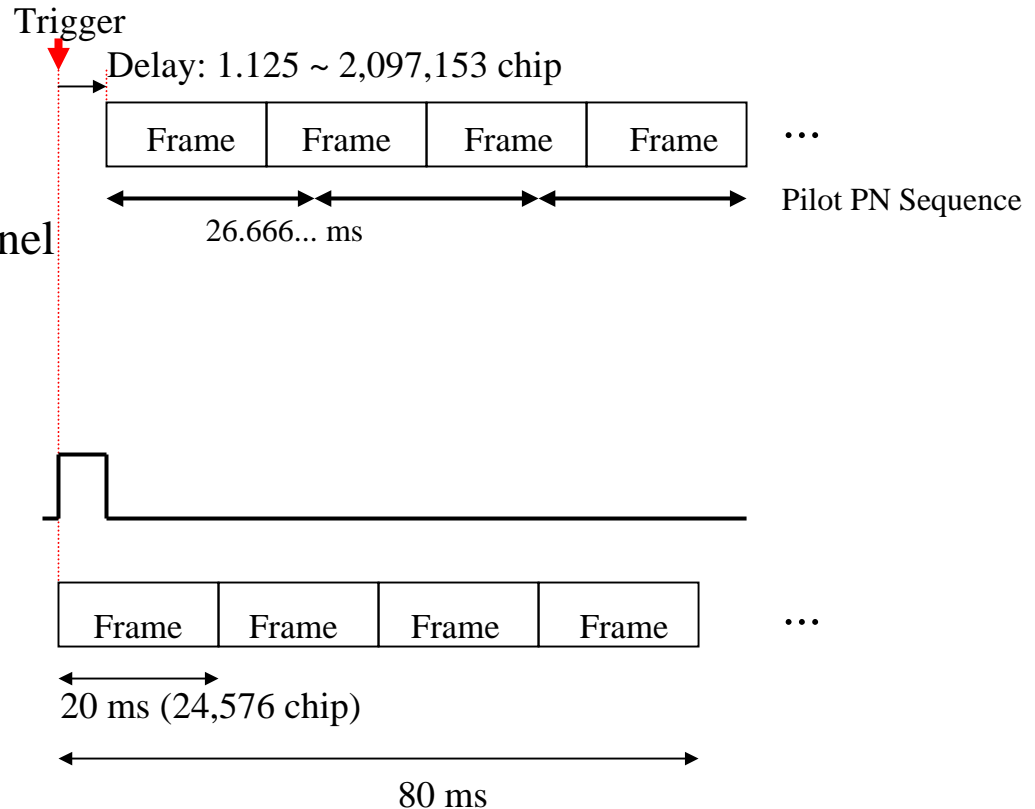 Trigger
Delay: 1.125 ~ 2,097,153 chip
Frame Frame Frame Frame ...
Pilot PN Sequence
26.666... ms
nel
Frame Frame Frame Frame ...
20 ms (24,576 chip)
80 ms